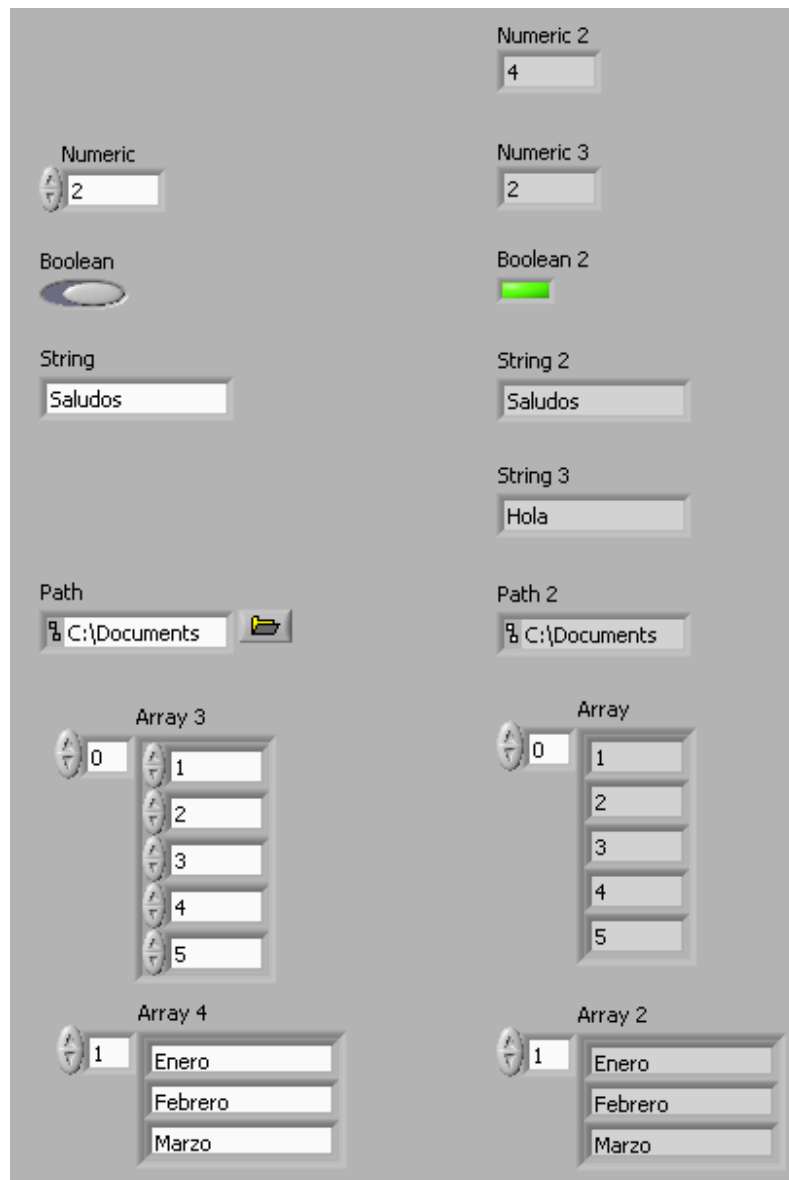 Numeric 2
4
Numeric
2
Numeric 3
2
Boolean
Boolean 2
String
Saludos
String 2
Saludos
String 3
Hola
Path
C:\Documents
Path 2
C:\Documents
Array 3
0
1
2
3
4
5
Array
0
1
2
3
4
5
Array 4
1
Enero
Febrero
Marzo
Array 2
1
Enero
Febrero
Marzo